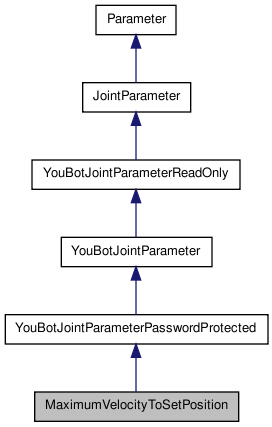 Parameter
JointParameter
YouBotJointParameterReadOnly
YouBotJointParameter
YouBotJointParameterPasswordProtected
MaximumVelocityToSetPosition